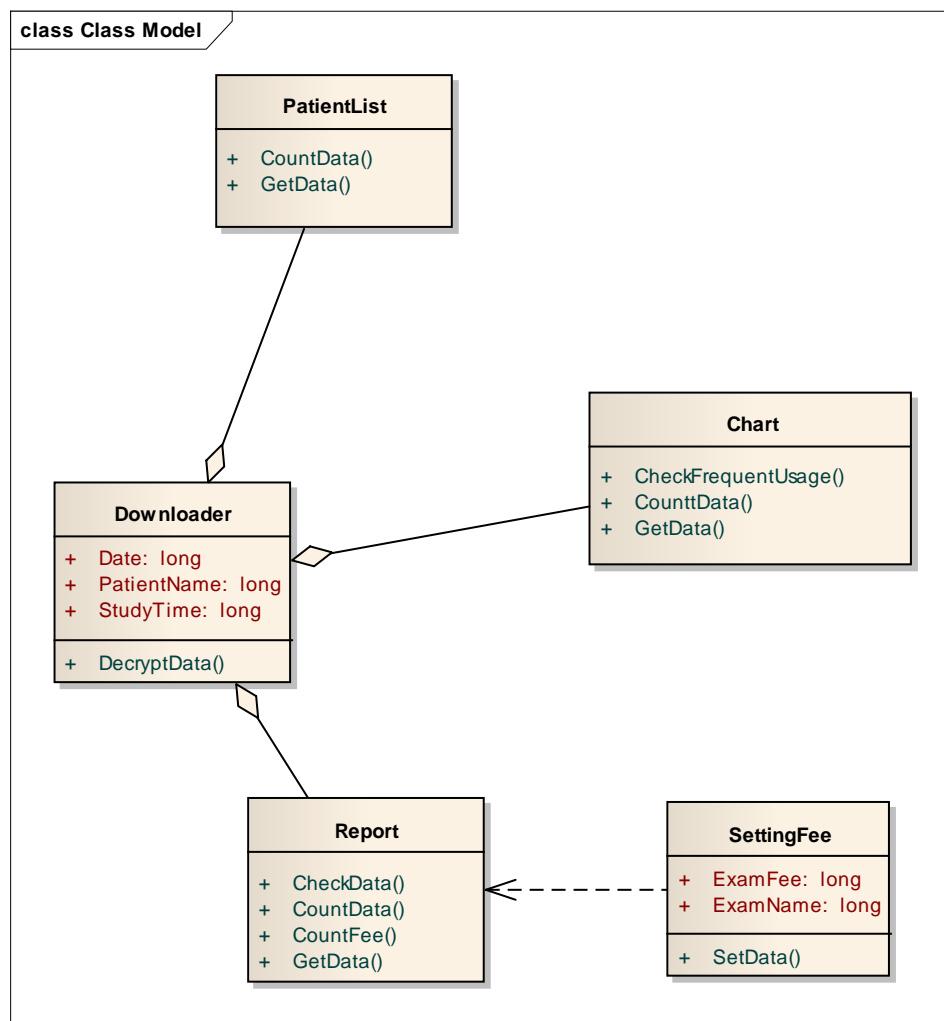 class Class Model
PatientList
+ CountData()
+ GetData()
Chart
+ CheckFrequentUsage()
+ CounttData()
+ GetData()
Downloader
+ Date: long
+ PatientName: long
+ StudyTime: long
+ DecryptData()
Report
+ CheckData()
+ CountData()
+ CountFee()
+ GetData()
SettingFee
+ ExamFee: long
+ ExamName: long
+ SetData()